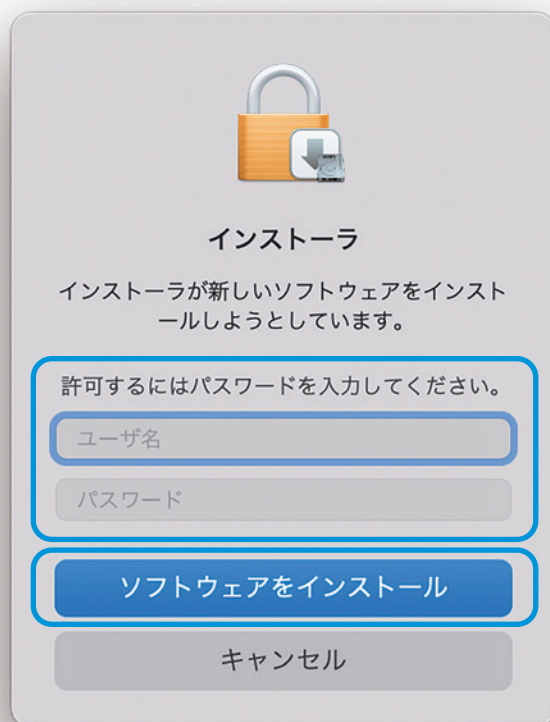 インストーラ
インストーラが新しいソフトウェアをインスト
ールしようとしています。
許可するにはパスワードを入力してください。
ユーザ名
パスワード
ソフトウェアをインストール
キャンセル